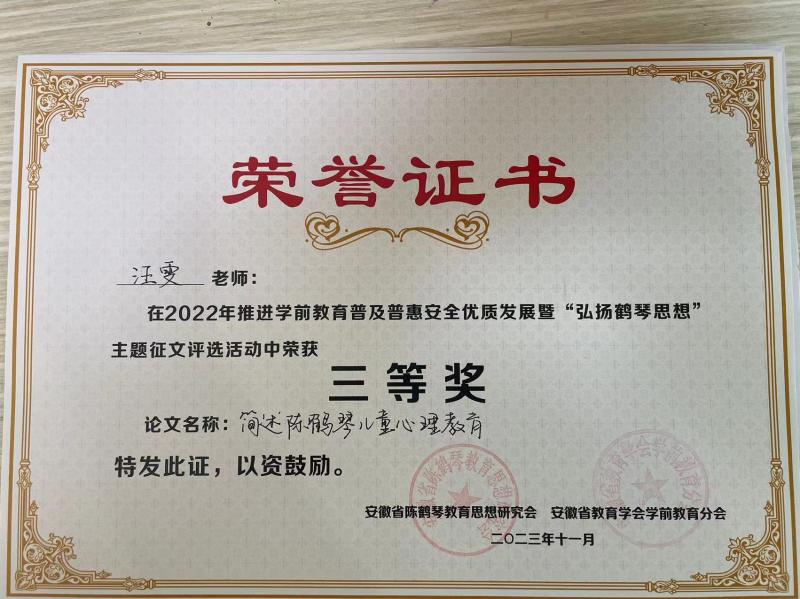 荣誉证书
汪雯 老师：
在2022年推进学前教育普及普惠安全优质发展暨“弘扬鹤琴思想”
主题征文评选活动中荣获
三等奖
论文名称：简述陈鹤琴儿童心理教育
特发此证，以资鼓励。
安徽省陈鹤琴教育思想研究会 安徽省教育学会学前教育分会
二〇二三年十一月